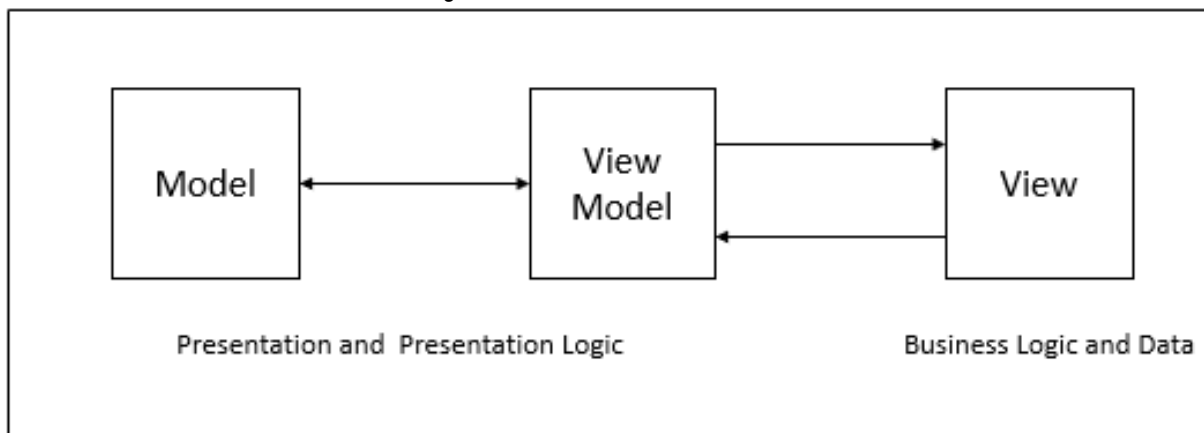 Model
View
Model
View
Presentation and Presentation Logic
Business Logic and Data